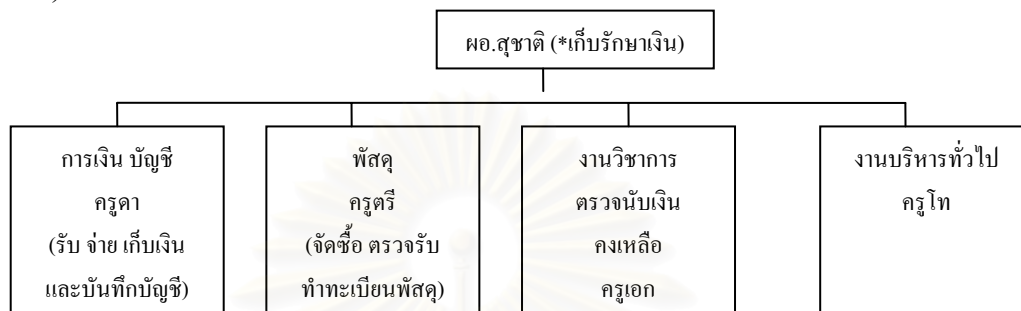 ผอ.สุชาติ (*เก็บรักษาเงิน)
การเงิน บัญชี
ครูดา
(รับ จ่าย เก็บเงิน
และบันทึกบัญชี)
พัสดุ
ครูตรี
(จัดซื้อ ตรวจรับ
ทำทะเบียนพัสดุ)
งานวิชาการ
ตรวจนับเงิน
คงเหลือ
ครูเอก
งานบริหารทั่วไป
ครูโท